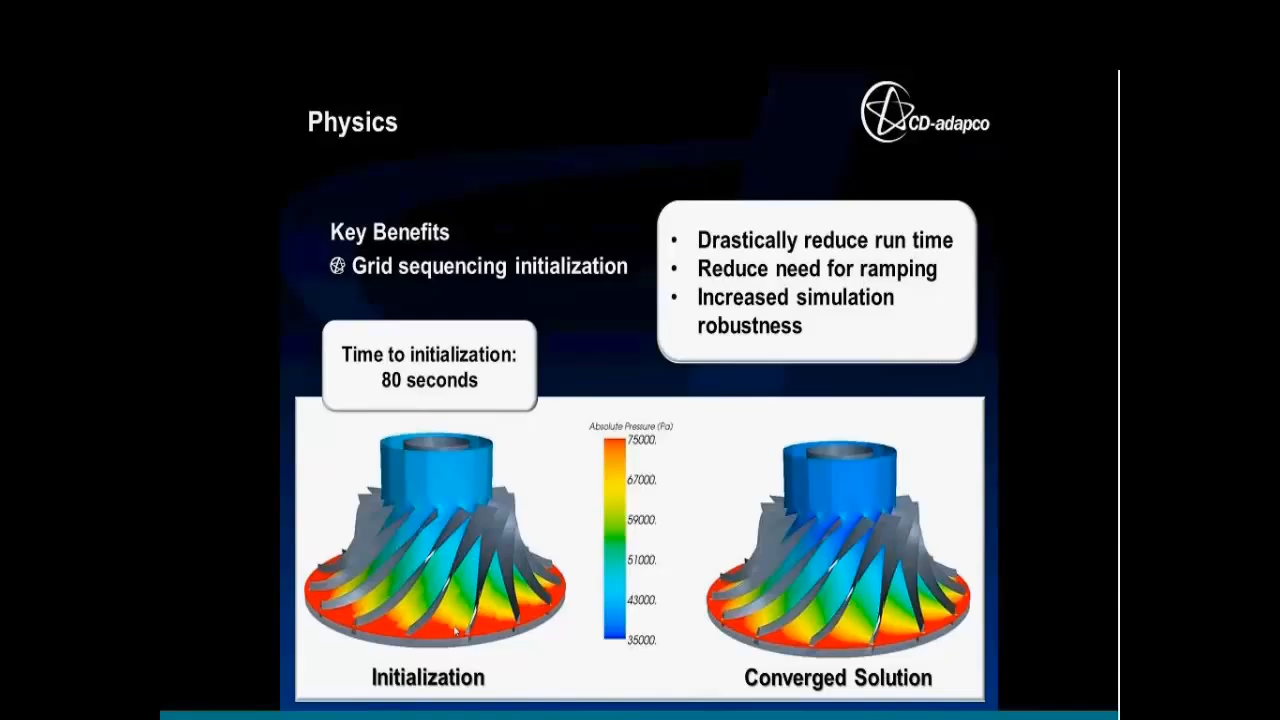 Physics
CD-adapco
Key Benefits
Grid sequencing initialization
• Drastically reduce run time
• Reduce need for ramping
• Increased simulation
robustness
Time to initialization:
80 seconds
Absolute Pressure (Pa)
75000.
67000.
59000.
51000.
43000.
35000.
Initialization
Converged Solution